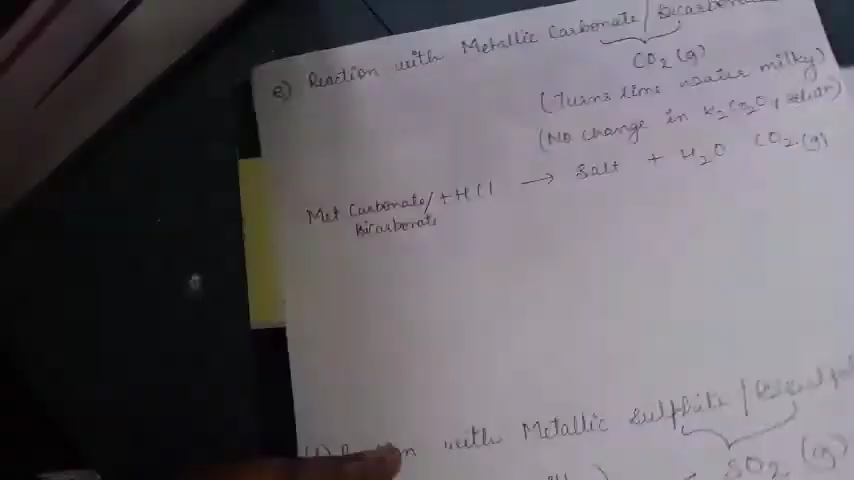 e) Reaction with Metallic Carbonate / Bicarbonate
CO2 (g)
(Turns lime water milky)
(No change in K2Cr2O7 soln)
Met Carbonate/ + HCl → Salt + H2O CO2 (g)
Bicarbonate
with Metallic Sulphite /
SO2 (g)